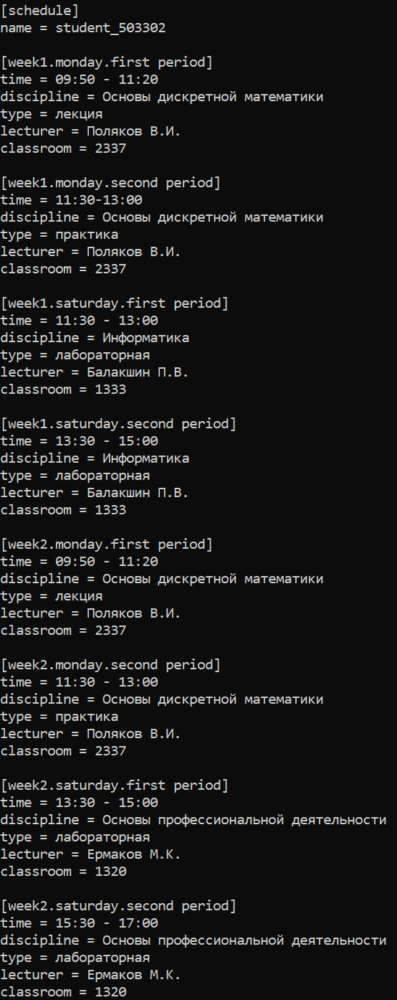 [schedule]
name = student_503302

[week1.monday.first period]
time = 09:50 - 11:20
discipline = Основы дискретной математики
type = лекция
lecturer = Поляков В.И.
classroom = 2337

[week1.monday.second period]
time = 11:30-13:00
discipline = Основы дискретной математики
type = практика
lecturer = Поляков В.И.
classroom = 2337

[week1.saturday.first period]
time = 11:30 - 13:00
discipline = Информатика
type = лабораторная
lecturer = Балакшин П.В.
classroom = 1333

[week1.saturday.second period]
time = 13:30 - 15:00
discipline = Информатика
type = лабораторная
lecturer = Балакшин П.В.
classroom = 1333

[week2.monday.first period]
time = 09:50 - 11:20
discipline = Основы дискретной математики
type = лекция
lecturer = Поляков В.И.
classroom = 2337

[week2.monday.second period]
time = 11:30 - 13:00
discipline = Основы дискретной математики
type = практика
lecturer = Поляков В.И.
classroom = 2337

[week2.saturday.first period]
time = 13:30 - 15:00
discipline = Основы профессиональной деятельности
type = лабораторная
lecturer = Ермаков М.К.
classroom = 1320

[week2.saturday.second period]
time = 15:30 - 17:00
discipline = Основы профессиональной деятельности
type = лабораторная
lecturer = Ермаков М.К.
classroom = 1320